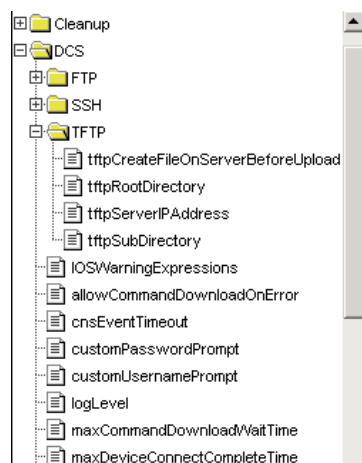 Cleanup
DCS
FTP
SSH
TFTP
tftpCreateFileOnServerBeforeUpload
tftpRootDirectory
tftpServerIPAddress
tftpSubDirectory
IOSWarningExpressions
allowCommandDownloadOnError
cnsEventTimeout
customPasswordPrompt
customUsernamePrompt
logLevel
maxCommandDownloadWaitTime
maxDeviceConnectCompleteTime